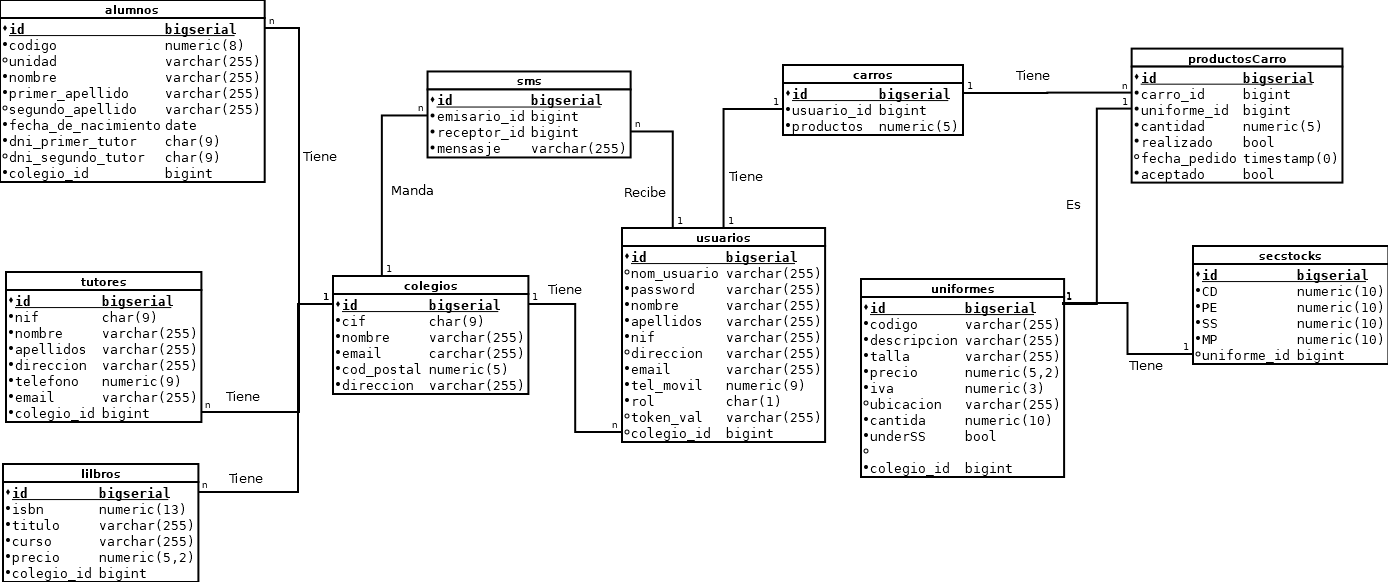 alumnos
id bigserial
codigo numeric(8)
unidad varchar(255)
nombre varchar(255)
primer_apellido varchar(255)
segundo_apellido varchar(255)
fecha_de_nacimiento date
dni_primer_tutor char(9)
dni_segundo_tutor char(9)
colegio_id bigint
n
Tiene
sms
id bigserial
emisario_id bigint
receptor_id bigint
mensasje varchar(255)
n
n
Manda
Recibe
1
1
carros
id bigserial
usuario_id bigint
productos numeric(5)
1
1
Tiene
1
Tiene
n
1
productosCarro
id bigserial
carro_id bigint
uniforme_id bigint
cantidad numeric(5)
realizado bool
fecha_pedido timestamp(0)
aceptado bool
Es
tutores
id bigserial
nif char(9)
nombre varchar(255)
apellidos varchar(255)
direccion varchar(255)
telefono numeric(9)
email varchar(255)
colegio_id bigint
n
Tiene
1
colegios
id bigserial
cif char(9)
nombre varchar(255)
email carchar(255)
cod_postal numeric(5)
direccion varchar(255)
1
Tiene
n
usuarios
id bigserial
nom_usuario varchar(255)
password varchar(255)
nombre varchar(255)
apellidos varchar(255)
nif varchar(255)
direccion varchar(255)
email varchar(255)
tel_movil numeric(9)
rol char(1)
token_val varchar(255)
colegio_id bigint
uniformes
id bigserial
codigo varchar(255)
descripcion varchar(255)
talla varchar(255)
precio numeric(5,2)
iva numeric(3)
ubicacion varchar(255)
cantida numeric(10)
underSS bool
colegio_id bigint
1
1
TIene
secstocks
id bigserial
CD numeric(10)
PE numeric(10)
SS numeric(10)
MP numeric(10)
uniforme_id bigint
lilbros
id bigserial
isbn numeric(13)
titulo varchar(255)
curso varchar(255)
precio numeric(5,2)
colegio_id bigint
n
Tiene